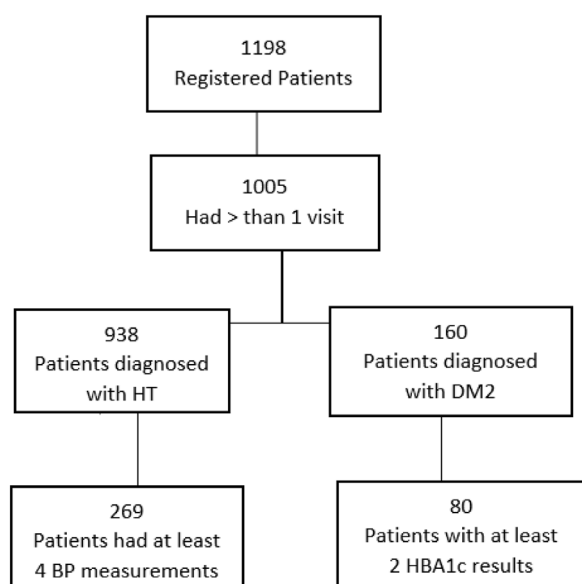 1198
Registered Patients
1005
Had > than 1 visit
938
Patients diagnosed
with HT
160
Patients diagnosed
with DM2
269
Patients had at least
4 BP measurements
80
Patients with at least
2 HBA1c results